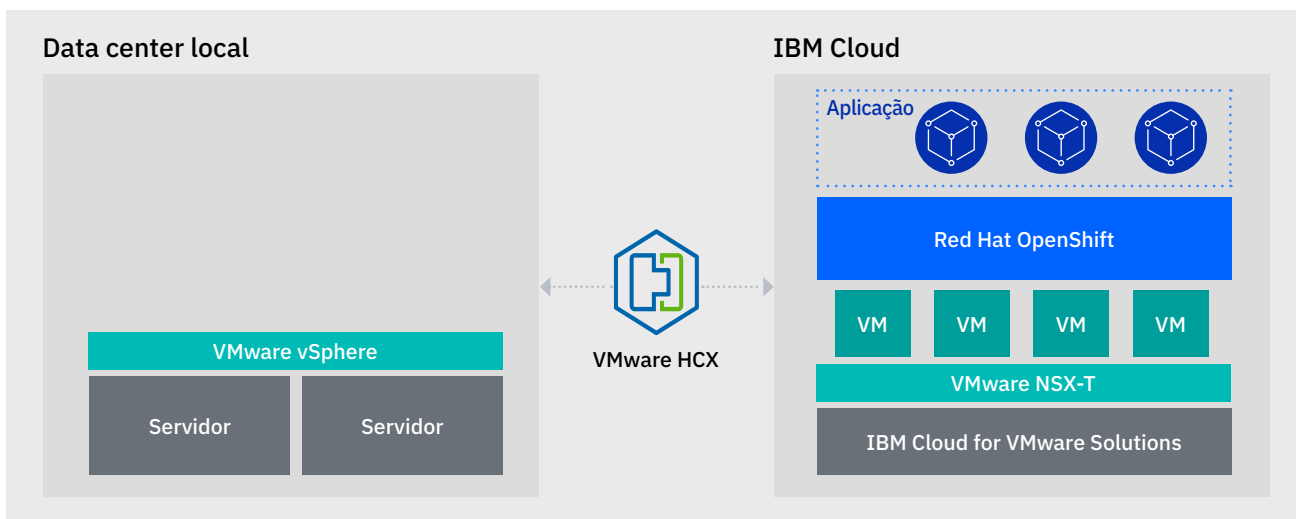 Data center local
VMware vSphere
Servidor
Servidor
VMware HCX
IBM Cloud
Aplicação
Red Hat OpenShift
VM
VM
VM
VM
VMware NSX-T
IBM Cloud for VMware Solutions